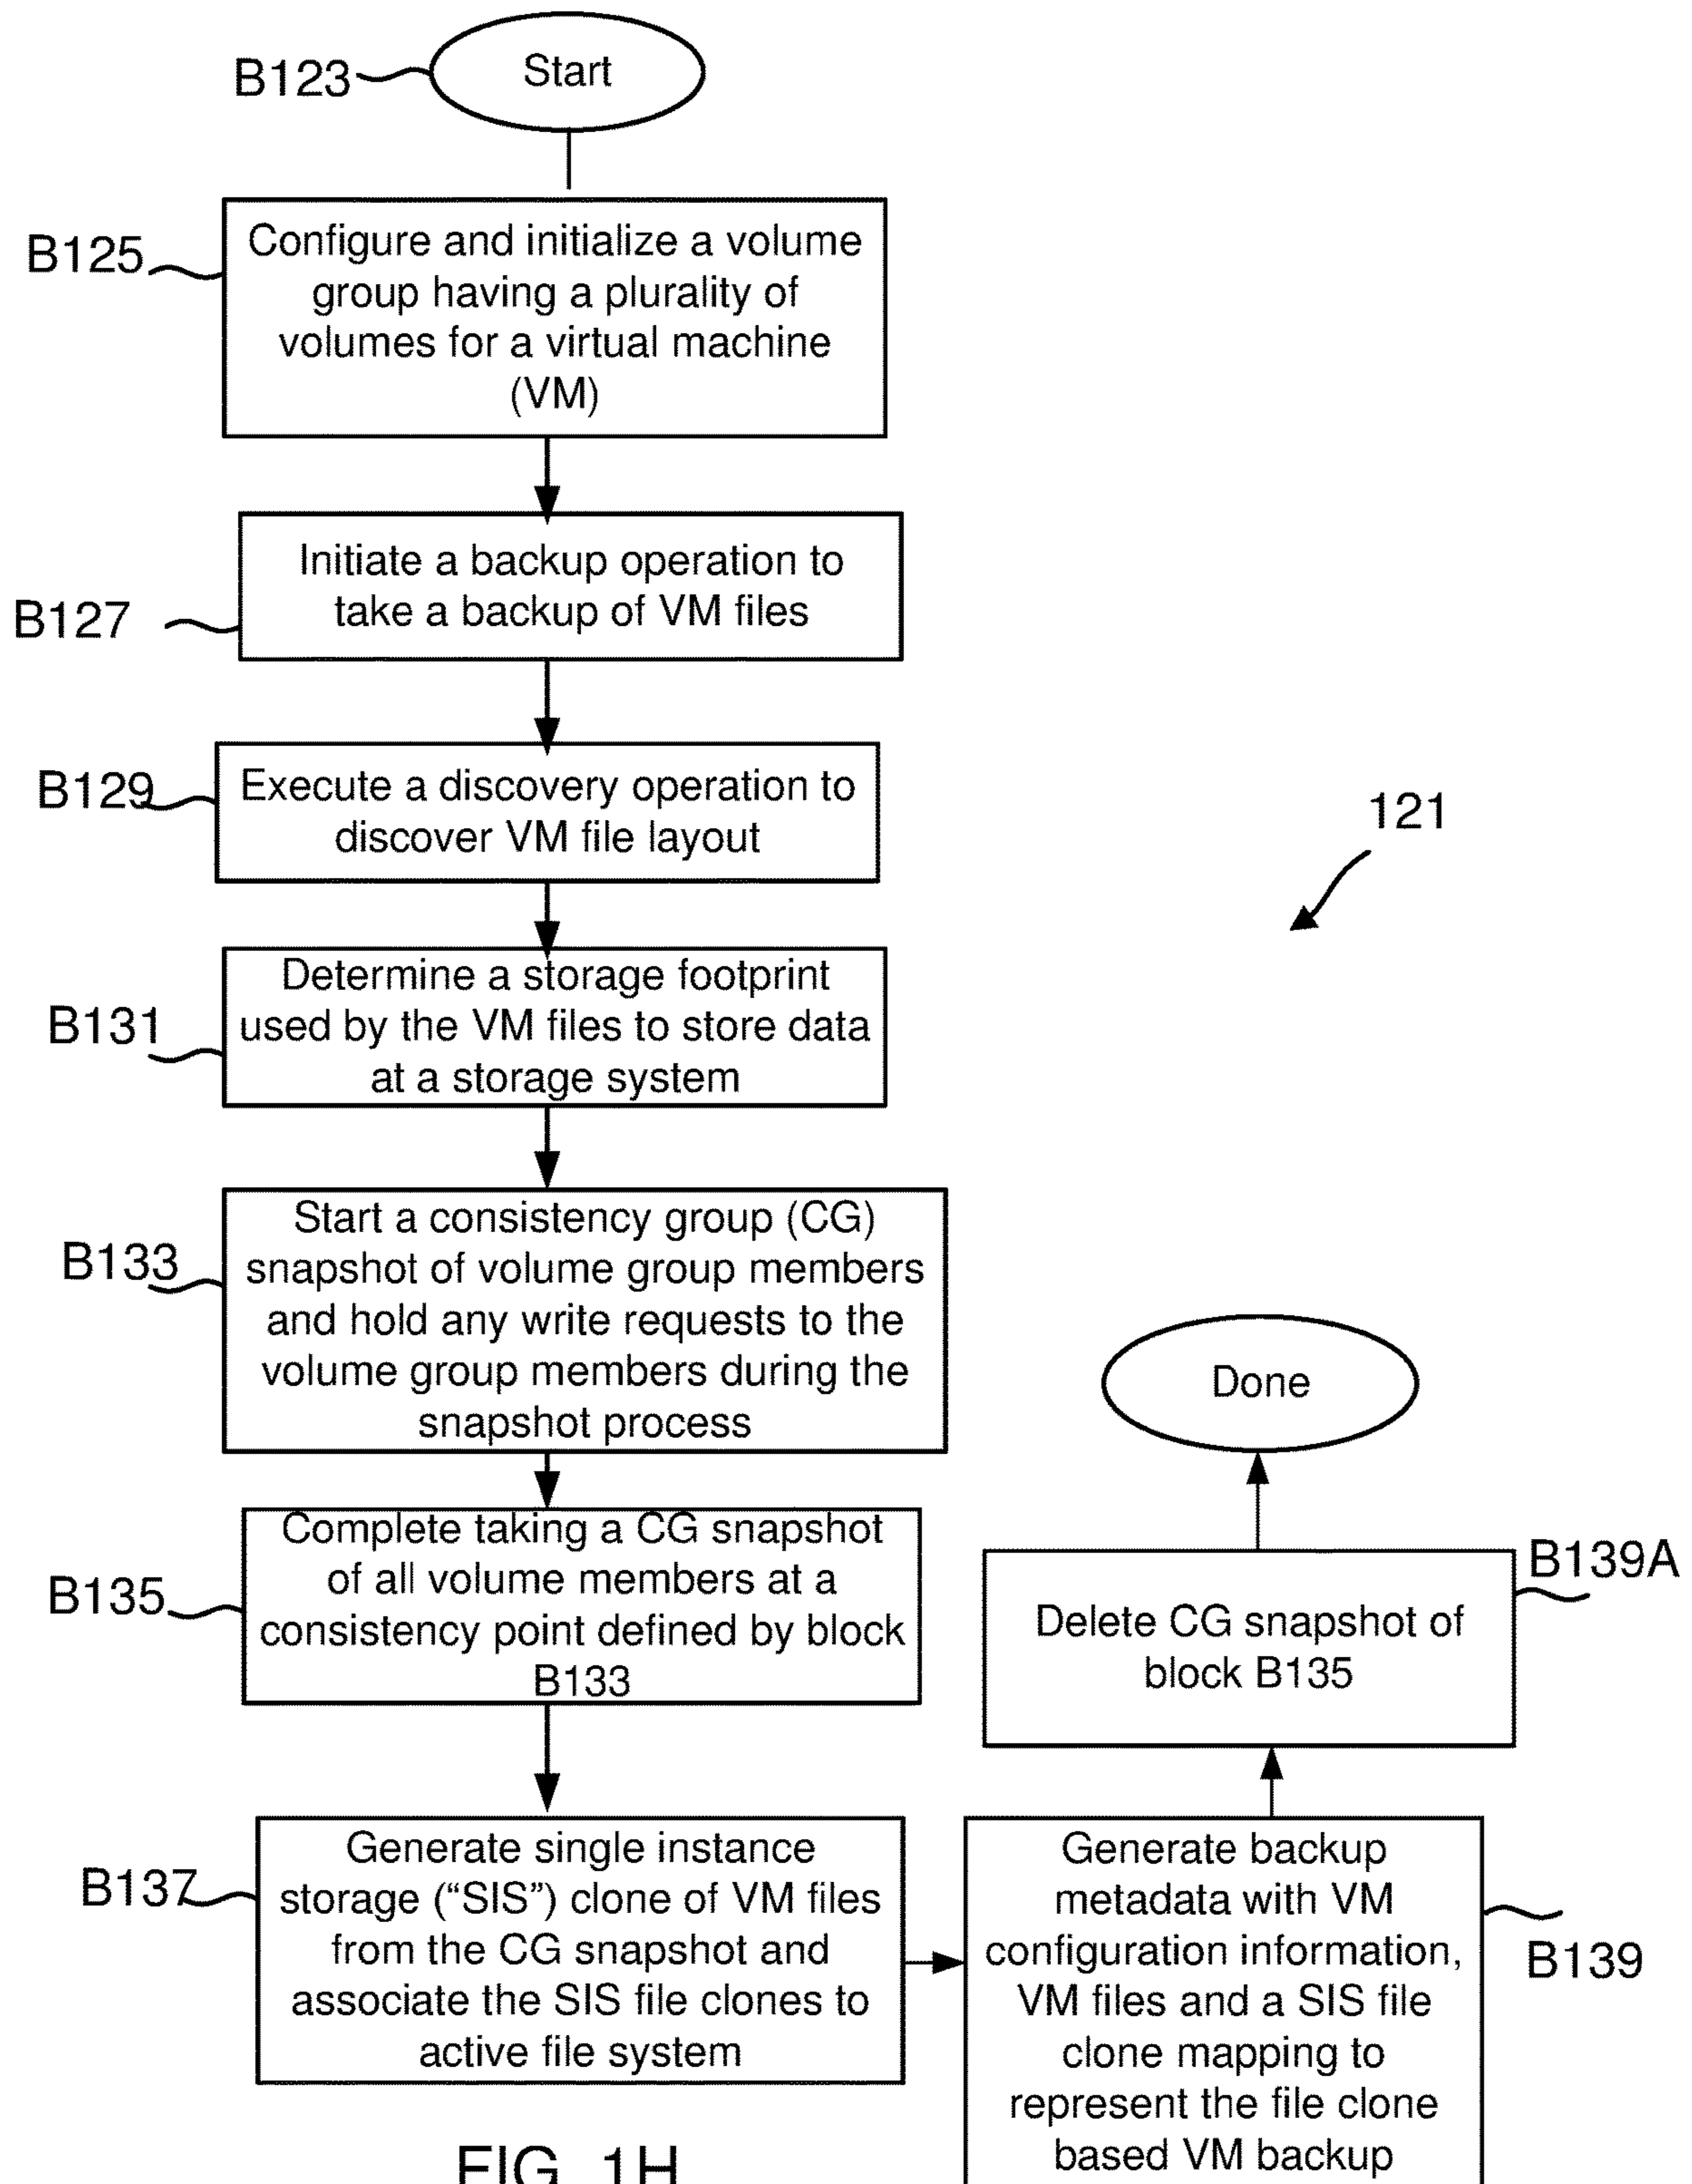 B123
Start
B125
Configure and initialize a volume
group having a plurality of
volumes for a virtual machine
(VM)
B127
Initiate a backup operation to
take a backup of VM files
B129
Execute a discovery operation to
discover VM file layout
121
B131
Determine a storage footprint
used by the VM files to store data
at a storage system
B133
Start a consistency group (CG)
snapshot of volume group members
and hold any write requests to the
volume group members during the
snapshot process
B135
Complete taking a CG snapshot
of all volume members at a
consistency point defined by block
B133
B137
Generate single instance
storage (“SIS”) clone of VM files
from the CG snapshot and
associate the SIS file clones to
active file system
Generate backup
metadata with VM
configuration information,
VM files and a SIS file
clone mapping to
represent the file clone
based VM backup
B139
Delete CG snapshot of
block B135
B139A
Done
FIG. 1H